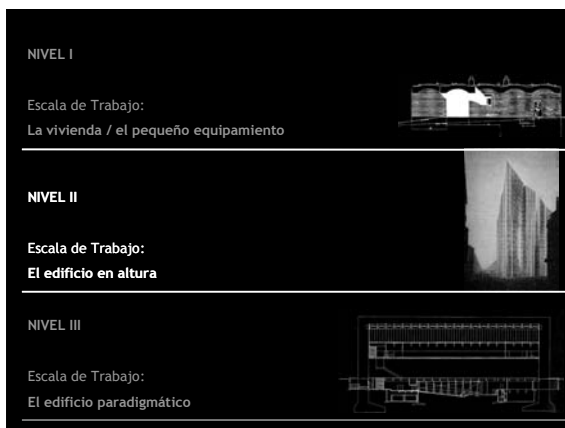 NIVEL I
Escala de Trabajo:
La vivienda / el pequeño equipamiento
NIVEL II
Escala de Trabajo:
El edificio en altura
NIVEL III
Escala de Trabajo:
El edificio paradigmático